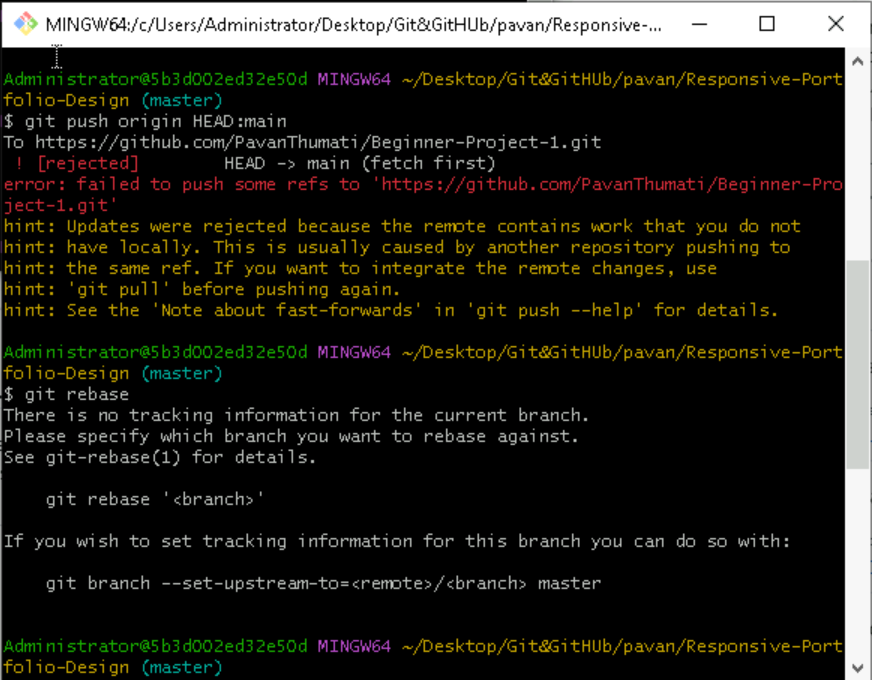 MINGW64:/c/Users/Administrator/Desktop/Git&GitHUb/pavan/Responsive-...
Administrator@5b3d002ed32e50d MINGW64 ~/Desktop/Git&GitHUb/pavan/Responsive-Port
folio-Design (master)
$ git push origin HEAD:main
To https://github.com/PavanThumati/Beginner-Project-1.git
 ! [rejected]        HEAD -> main (fetch first)
error: failed to push some refs to 'https://github.com/PavanThumati/Beginner-Pro
ject-1.git'
hint: Updates were rejected because the remote contains work that you do not
hint: have locally. This is usually caused by another repository pushing to
hint: the same ref. If you want to integrate the remote changes, use
hint: 'git pull' before pushing again.
hint: See the 'Note about fast-forwards' in 'git push --help' for details.
Administrator@5b3d002ed32e50d MINGW64 ~/Desktop/Git&GitHUb/pavan/Responsive-Port
folio-Design (master)
$ git rebase
There is no tracking information for the current branch.
Please specify which branch you want to rebase against.
See git-rebase(1) for details.
    git rebase '<branch>'
If you wish to set tracking information for this branch you can do so with:
    git branch --set-upstream-to=<remote>/<branch> master
Administrator@5b3d002ed32e50d MINGW64 ~/Desktop/Git&GitHUb/pavan/Responsive-Port
folio-Design (master)